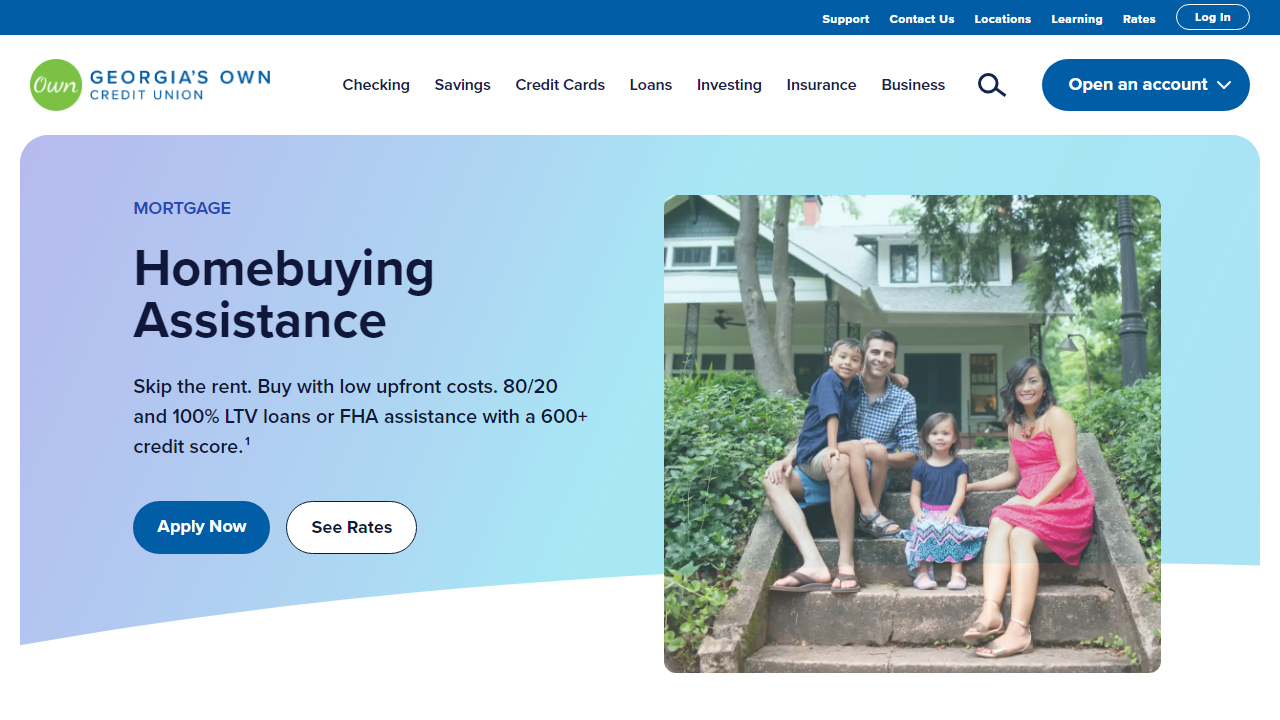 Support Contact Us Locations Learning Rates Log In
Own GEORGIA'S OWN
CREDIT UNION
Checking Savings Credit Cards Loans Investing Insurance Business Open an account
MORTGAGE
Homebuying
Assistance
Skip the rent. Buy with low upfront costs. 80/20
and 100% LTV loans or FHA assistance with a 600+
credit score.¹
Apply Now See Rates